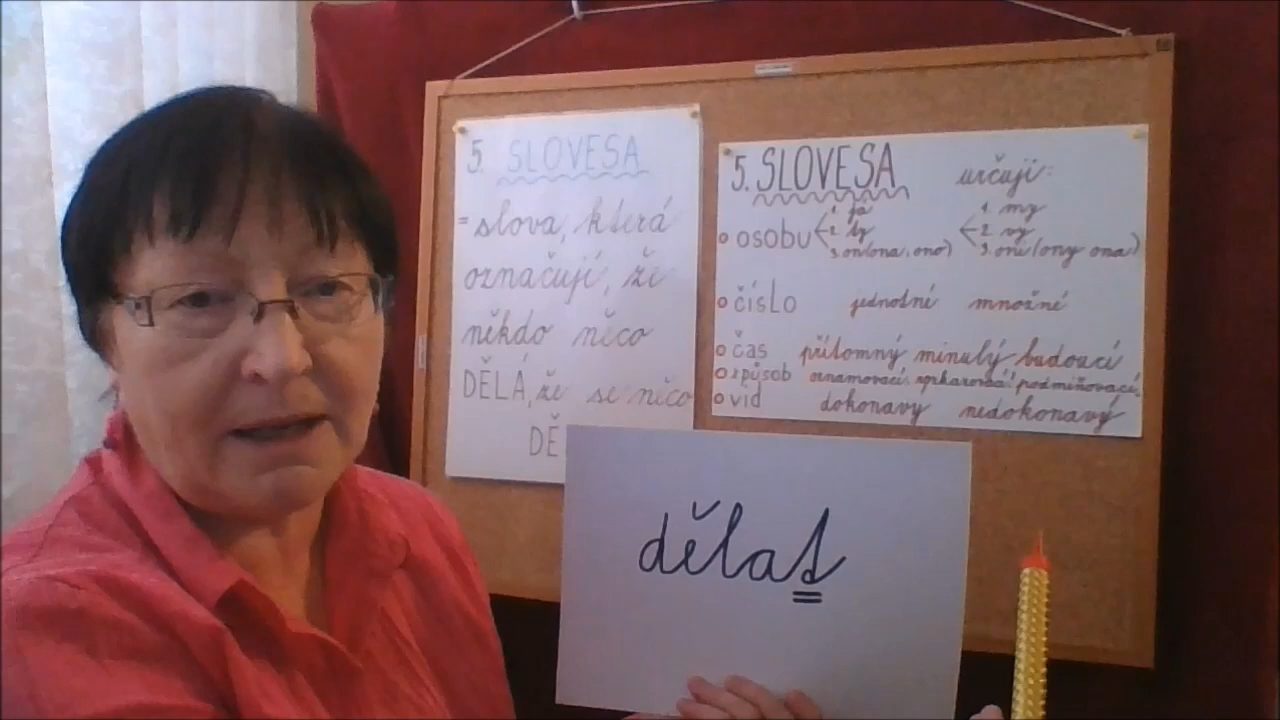 5. SLOVESA
= slova, která
označují, že
někdo něco
DĚLÁ, že se něco
DĚ
5. SLOVESA určují:
osobu 1. já 2. ty 3. on (ona, ono) 1. my 2. vy 3. oni (ony ona)
číslo jednotné množné
čas přítomný minulý budoucí
způsob oznamovací, rozkazovací, podmiňovací
vid dokonavý nedokonavý
dělat